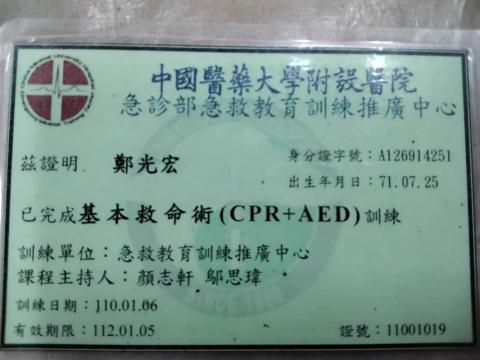 中國醫藥大學附設醫院
急診部急救教育訓練推廣中心
茲證明 鄭光宏
身分證字號：A126914251
出生年月日：71.07.25
已完成基本救命術(CPR+AED)訓練
訓練單位：急救教育訓練推廣中心
課程主持人：顏志軒 鄔思瑋
訓練日期：110.01.06
有效期限：112.01.05
證號：11001019